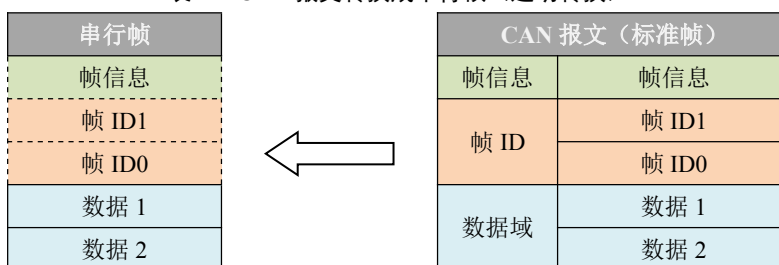 串行帧
帧信息
帧 ID1
帧 ID0
数据 1
数据 2
CAN 报文（标准帧）
帧信息 帧信息
帧 ID
帧 ID1
帧 ID0
数据域
数据 1
数据 2